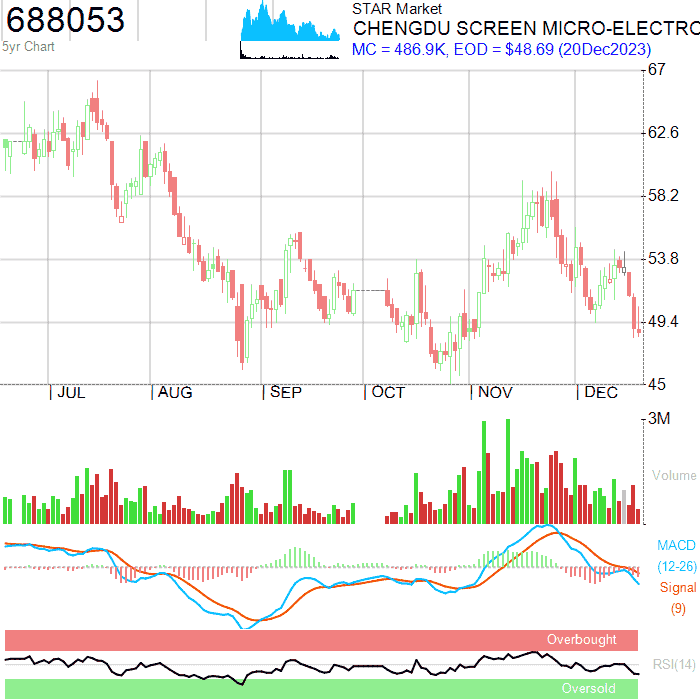 688053
5yr Chart
STAR Market
CHENGDU SCREEN MICRO-ELECTRO
MC = 486.9K, EOD = $48.69 (20Dec2023)
67
62.6
58.2
53.8
49.4
45
JUL
AUG
SEP
OCT
NOV
DEC
3M
Volume
MACD
(12-26)
Signal
(9)
Overbought
RSI(14)
Oversold